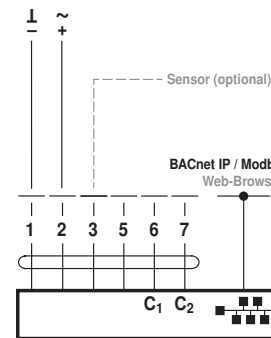 ⊥ ~
– +
Sensor (optional)
BACnet IP / Modb
Web-Brows
1 2 3 5 6 7
C₁ C₂